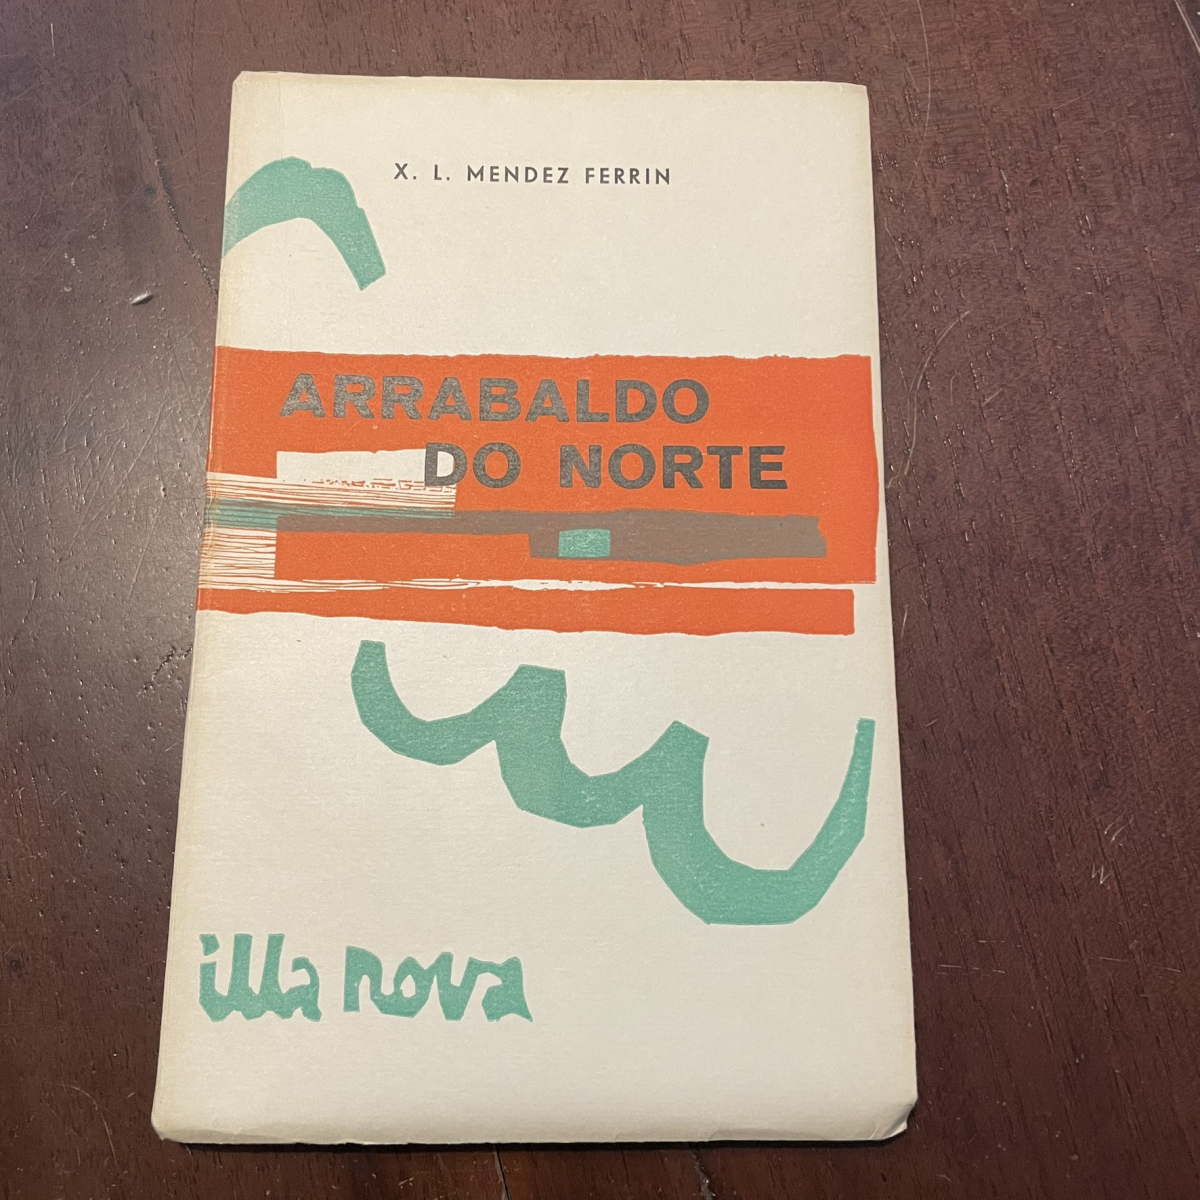 X. L. MENDEZ FERRIN
ARRABALDO
DO NORTE
illa nova